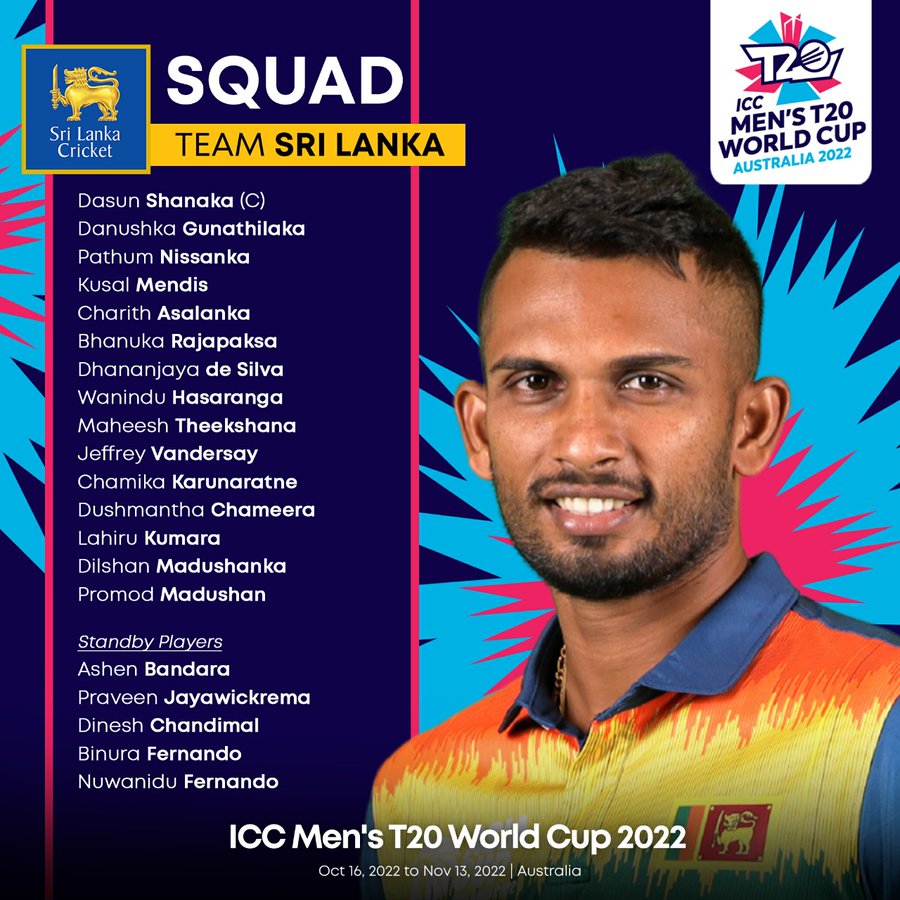 Sri Lanka
Cricket
SQUAD
TEAM SRI LANKA
T20
ICC
MEN'S T20
WORLD CUP
AUSTRALIA 2022
Dasun Shanaka (C)
Danushka Gunathilaka
Pathum Nissanka
Kusal Mendis
Charith Asalanka
Bhanuka Rajapaksa
Dhananjaya de Silva
Wanindu Hasaranga
Maheesh Theekshana
Jeffrey Vandersay
Chamika Karunaratne
Dushmantha Chameera
Lahiru Kumara
Dilshan Madushanka
Promod Madushan
Standby Players
Ashen Bandara
Praveen Jayawickrema
Dinesh Chandimal
Binura Fernando
Nuwanidu Fernando
ICC Men's T20 World Cup 2022
Oct 16, 2022 to Nov 13, 2022 | Australia